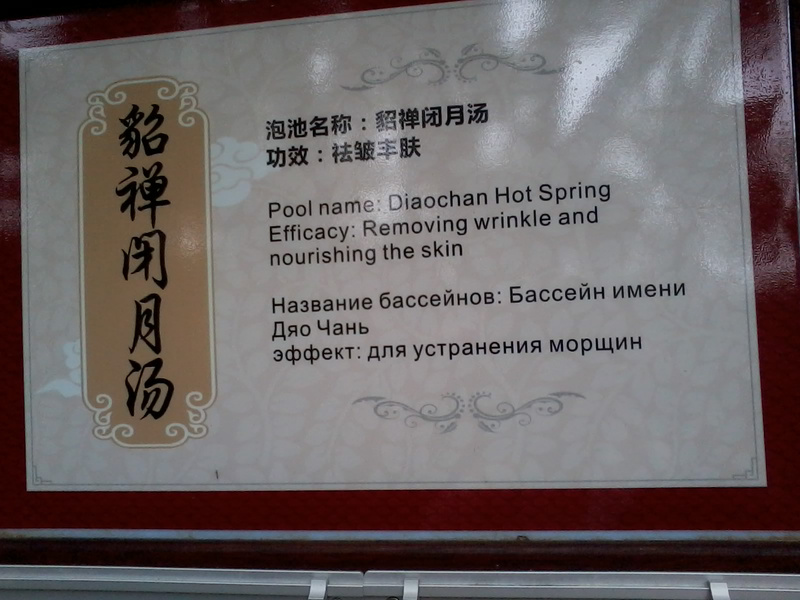 貂禅闭月汤
泡池名称：貂禅闭月汤
功效：祛皱丰肤
Pool name: Diaochan Hot Spring
Efficacy: Removing wrinkle and
nourishing the skin
Название бассейнов: Бассейн имени
Дяо Чань
эффект: для устранения морщин